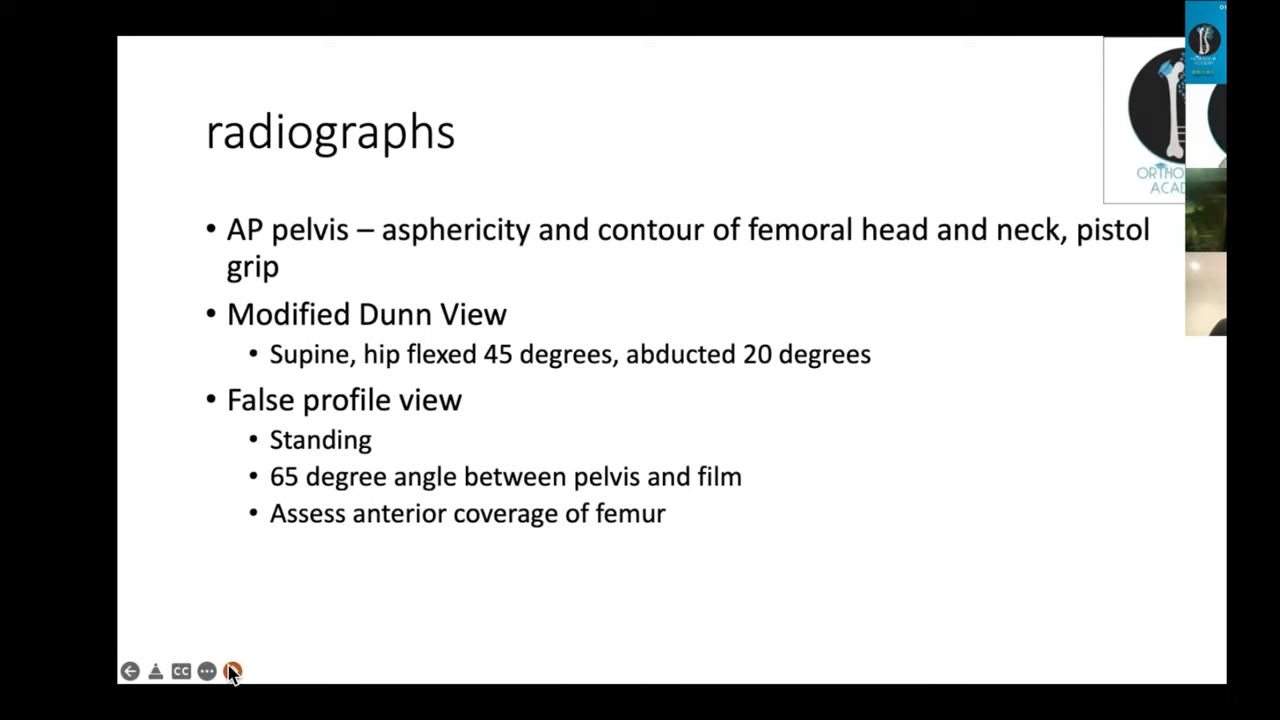 radiographs
• AP pelvis – asphericity and contour of femoral head and neck, pistol
grip
• Modified Dunn View
• Supine, hip flexed 45 degrees, abducted 20 degrees
• False profile view
• Standing
• 65 degree angle between pelvis and film
• Assess anterior coverage of femur
CC